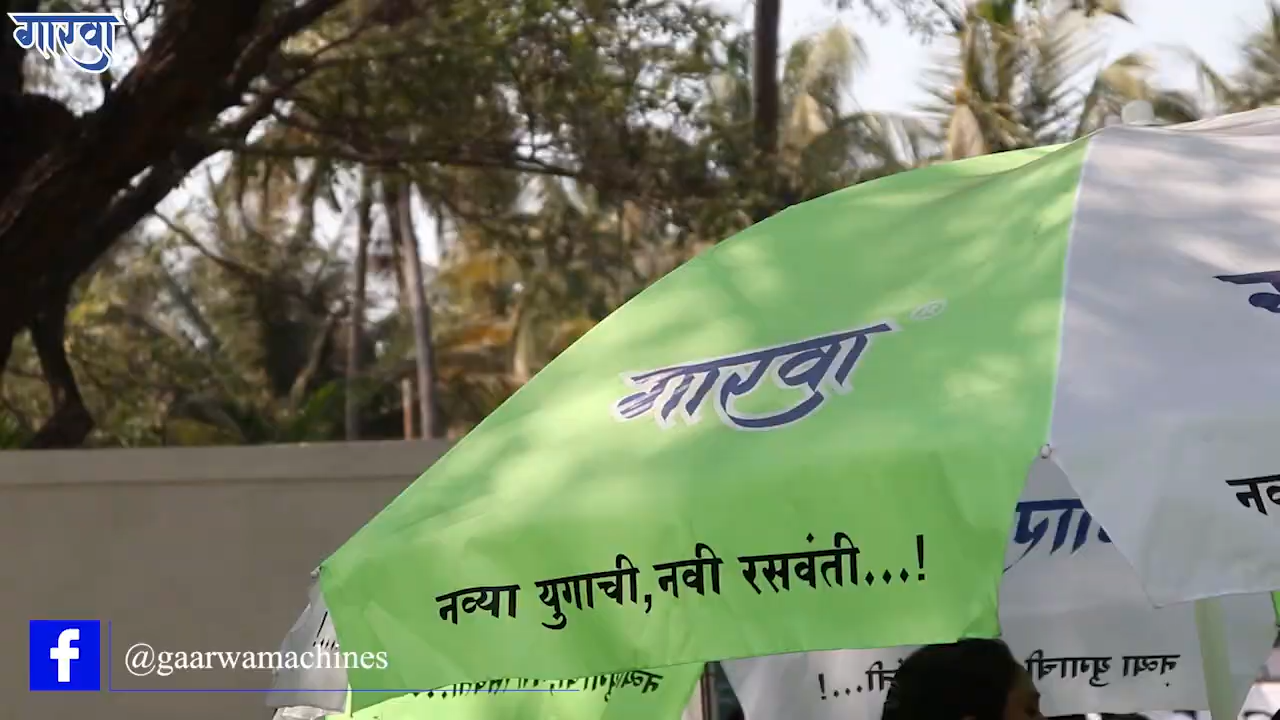 गारवा
गारवा®
नव्या युगाची,नवी रसवंती...!
@gaarwamachines